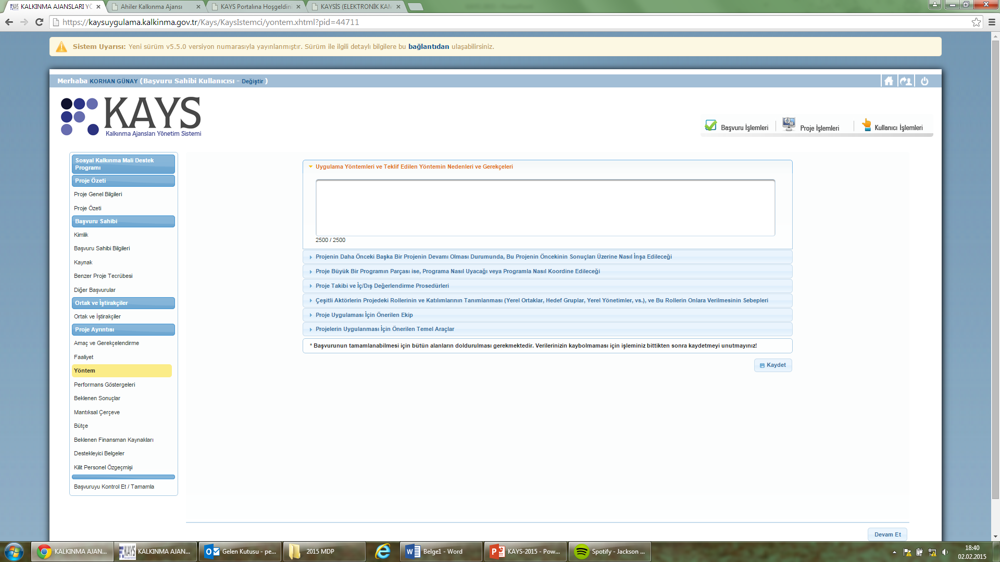 KALKINMA AJANSLARI YÖ
Ahiler Kalkınma Ajansı
KAYS Portalına Hoşgeldini
KAYSİS (ELEKTRONİK KAM
https://kaysuygulama.kalkinma.gov.tr/Kays/KaysIstemci/yontem.xhtml?pid=44711
Sistem Uyarısı: Yeni sürüm v5.5.0 versiyon numarasıyla yayınlanmıştır. Sürüm ile ilgili detaylı bilgilere bu bağlantıdan ulaşabilirsiniz.
Merhaba KORHAN GÜNAY (Başvuru Sahibi Kullanıcısı - Değiştir )
KAYS
Kalkınma Ajansları Yönetim Sistemi
Başvuru İşlemleri
Proje İşlemleri
Kullanıcı İşlemleri
Sosyal Kalkınma Mali Destek
Programı
Proje Özeti
Proje Genel Bilgileri
Proje Özeti
Başvuru Sahibi
Kimlik
Başvuru Sahibi Bilgileri
Kaynak
Benzer Proje Tecrübesi
Diğer Başvurular
Ortak ve İştirakçiler
Ortak ve İştirakçiler
Proje Ayrıntısı
Amaç ve Gerekçelendirme
Faaliyet
Yöntem
Performans Göstergeleri
Beklenen Sonuçlar
Mantıksal Çerçeve
Bütçe
Beklenen Finansman Kaynakları
Destekleyici Belgeler
Kilit Personel Özgeçmişi
Başvuruyu Kontrol Et / Tamamla
Uygulama Yöntemleri ve Teklif Edilen Yöntemin Nedenleri ve Gerekçeleri
2500 / 2500
Projenin Daha Önceki Başka Bir Projenin Devamı Olması Durumunda, Bu Projenin Öncekinin Sonuçları Üzerine Nasıl İnşa Edileceği
Proje Büyük Bir Programın Parçası ise, Programa Nasıl Uyacağı veya Programla Nasıl Koordine Edileceği
Proje Takibi ve İç/Dış Değerlendirme Prosedürleri
Çeşitli Aktörlerin Projedeki Rollerinin ve Katılımlarının Tanımlanması (Yerel Ortaklar, Hedef Gruplar, Yerel Yönetimler, vs.), ve Bu Rollerin Onlara Verilmesinin Sebepleri
Proje Uygulaması İçin Önerilen Ekip
Projelerin Uygulanması İçin Önerilen Temel Araçlar
* Başvurunun tamamlanabilmesi için bütün alanların doldurulması gerekmektedir. Verilerinizin kaybolmaması için işleminiz bittikten sonra kaydetmeyi unutmayınız!
Kaydet
Devam Et
KALKINMA AJAN...
KALKINMA AJAN...
Gelen Kutusu - pe...
2015 MDP
Belge1 - Word
KAYS-2015 - Pow...
Spotify - Jackson ...
18:40
02.02.2015